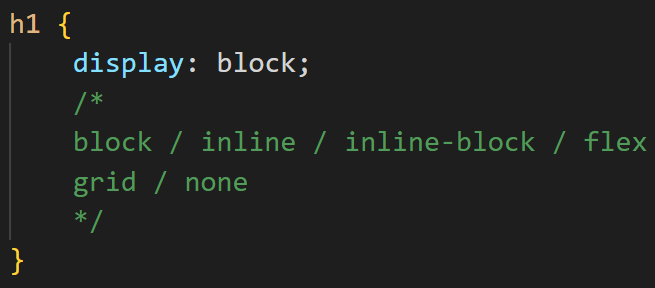 h1 {
display: block;
/*
block / inline / inline-block / flex
grid / none
*/
}